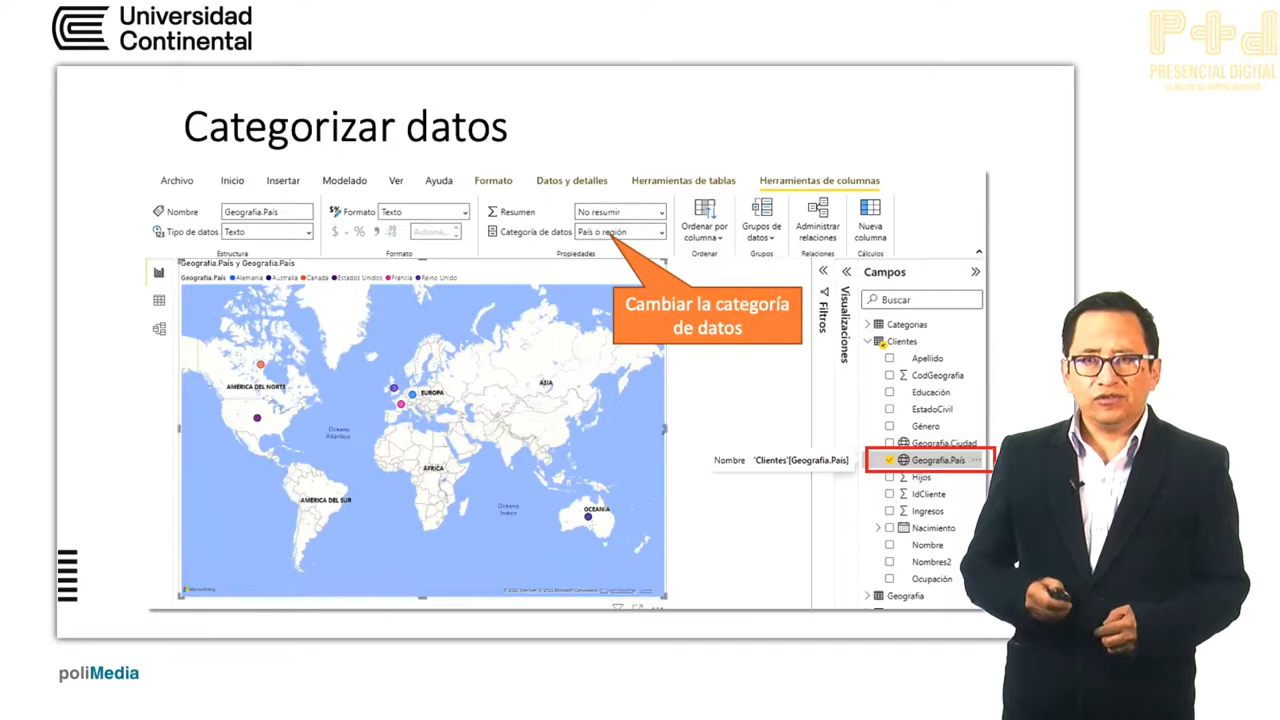 Universidad
Continental
P+d
PRESENCIAL DIGITAL
Categorizar datos
Archivo Inicio Insertar Modelado Ver Ayuda Formato Datos y detalles Herramientas de tablas Herramientas de columnas
Nombre Geografia.País Formato Texto Resumen No resumir
Tipo de datos Texto $ % Automá... Categoría de datos País o región
Ordenar por columna
Grupos de datos
Administrar relaciones
Nueva columna
Estructura Formato Propiedades Ordenar Grupos Relaciones Cálculos
Geografia.País y Geografia.País
Geografia.País Alemania Australia Canada Estados Unidos Francia Reino Unido
Cambiar la categoría
de datos
AMÉRICA DEL NORTE
EUROPA
ASIA
Océano
Atlántico
ÁFRICA
AMÉRICA DEL SUR
Océano
Índico
OCEANÍA
Microsoft Bing
Filtros
Visualizaciones
Campos
Buscar
Categorias
Clientes
Apellido
CodGeografia
Educación
EstadoCivil
Género
Geografia.Ciudad
Nombre 'Clientes'[Geografia.País]
Geografia.País ...
Hijos
IdCliente
Ingresos
Nacimiento
Nombre
Nombres2
Ocupación
Geografia
poliMedia